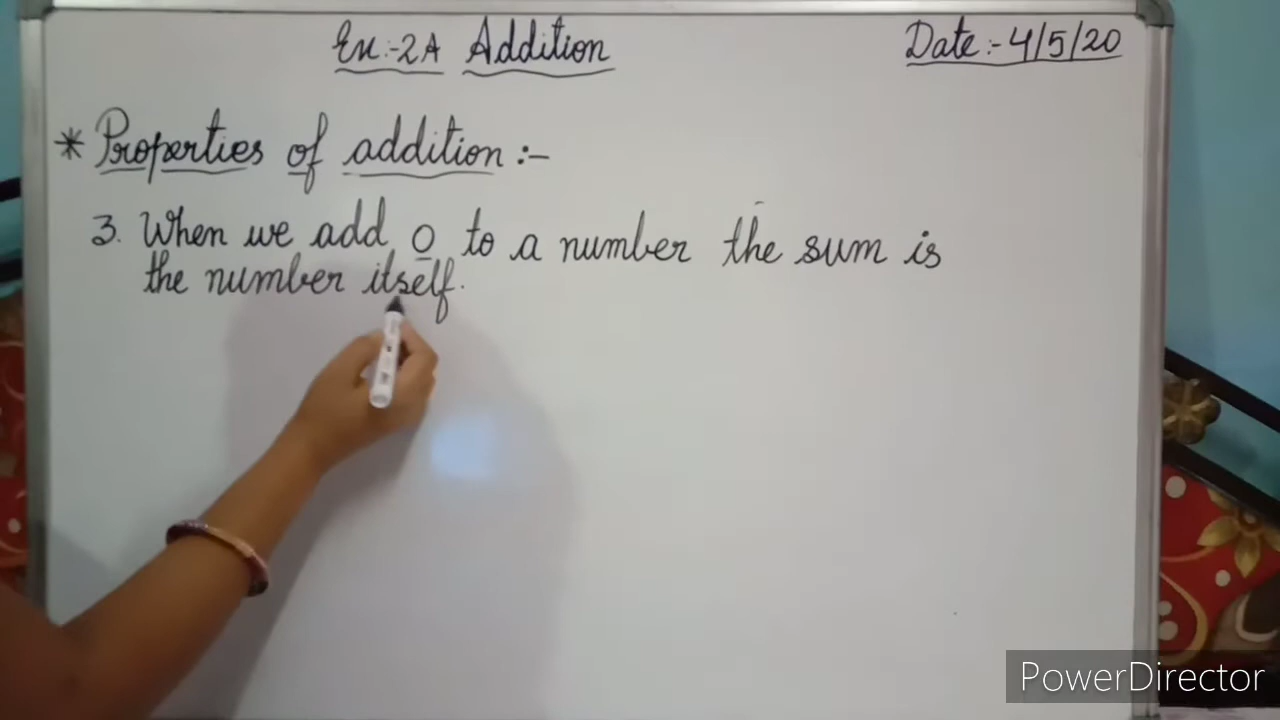 Ex:-2A Addition
Date:-4/5/20
* Properties of addition:-
3. When we add 0 to a number the sum is
the number itself.
PowerDirector